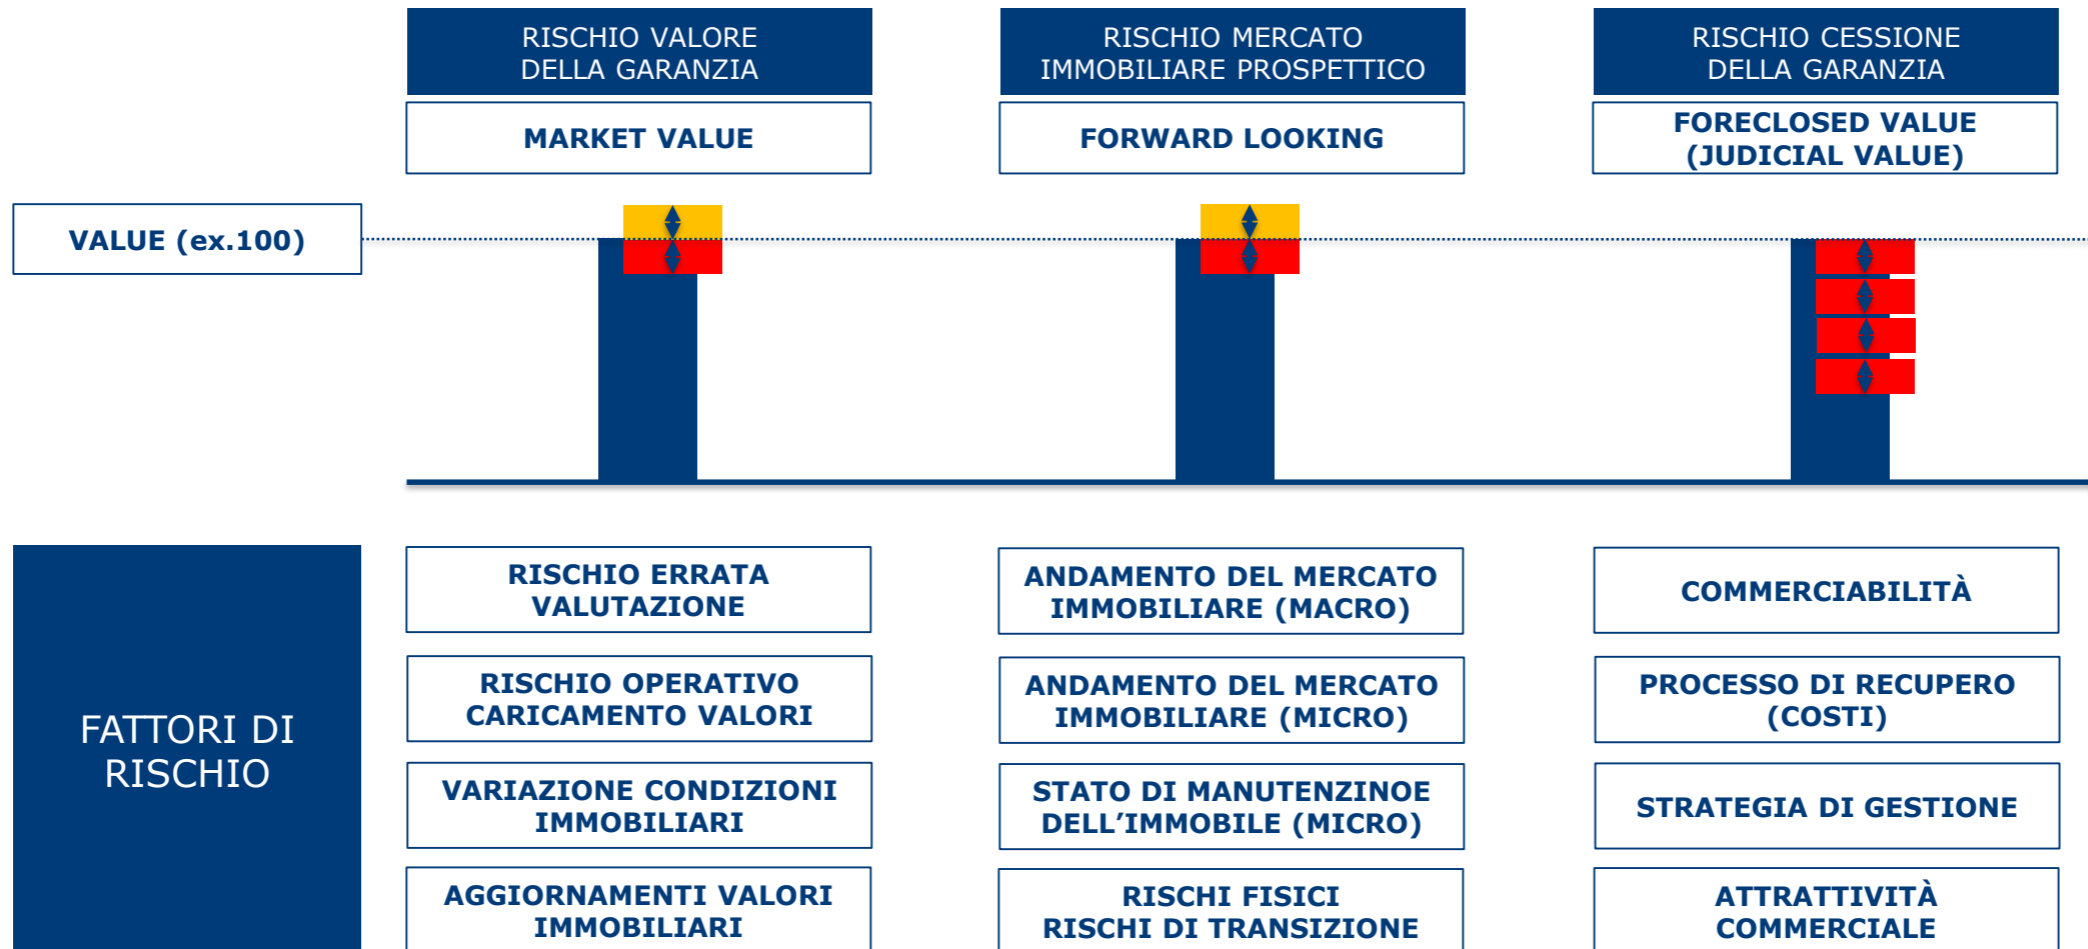 RISCHIO VALORE
DELLA GARANZIA
RISCHIO MERCATO
IMMOBILIARE PROSPETTICO
RISCHIO CESSIONE
DELLA GARANZIA
MARKET VALUE
FORWARD LOOKING
FORECLOSED VALUE
(JUDICIAL VALUE)
VALUE (ex.100)
FATTORI DI
RISCHIO
RISCHIO ERRATA
VALUTAZIONE
ANDAMENTO DEL MERCATO
IMMOBILIARE (MACRO)
COMMERCIABILITÀ
RISCHIO OPERATIVO
CARICAMENTO VALORI
ANDAMENTO DEL MERCATO
IMMOBILIARE (MICRO)
PROCESSO DI RECUPERO
(COSTI)
VARIAZIONE CONDIZIONI
IMMOBILIARI
STATO DI MANUTENZINOE
DELL'IMMOBILE (MICRO)
STRATEGIA DI GESTIONE
AGGIORNAMENTI VALORI
IMMOBILIARI
RISCHI FISICI
RISCHI DI TRANSIZIONE
ATTRATTIVITÀ
COMMERCIALE